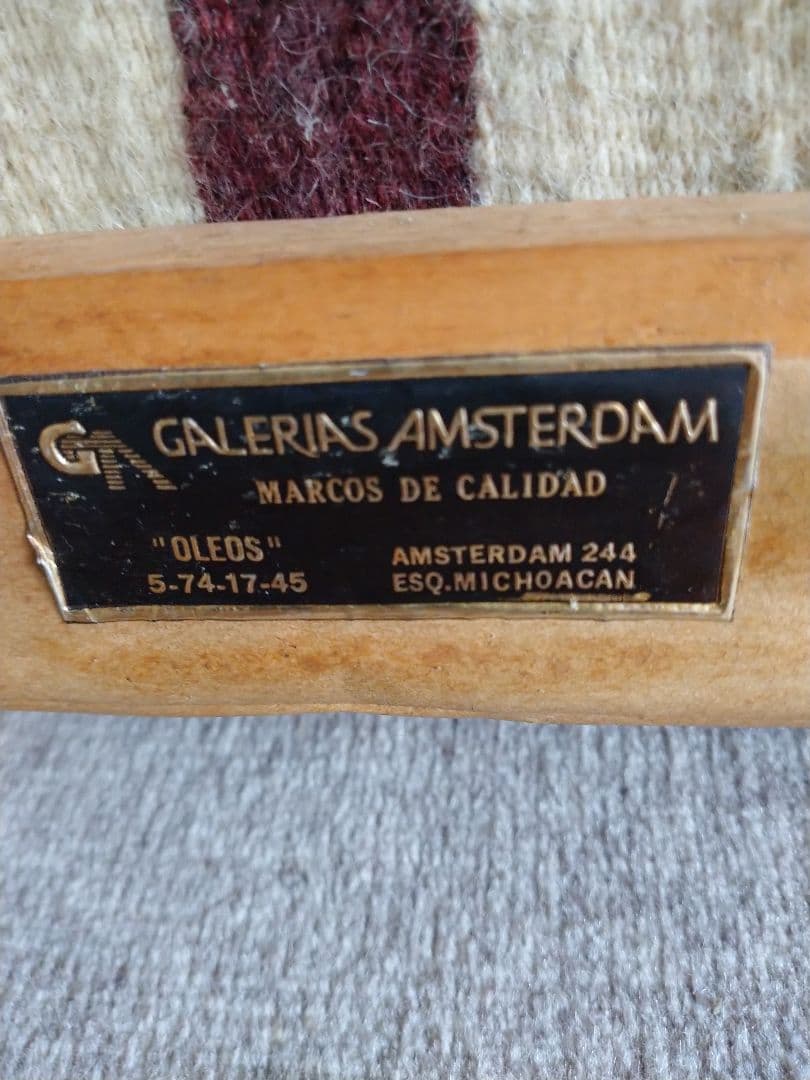 GA GALERIAS AMSTERDAM
MARCOS DE CALIDAD
"OLEOS"
5-74-17-45
AMSTERDAM 244
ESQ.MICHOACAN